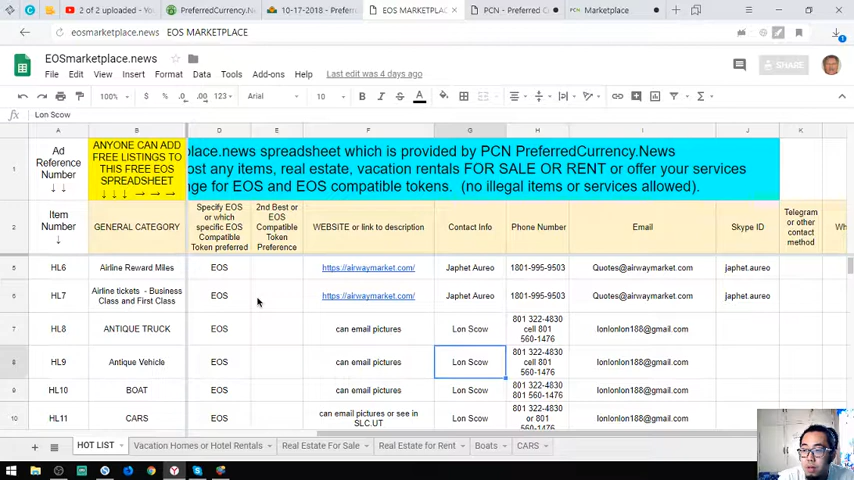 2 of 2 uploaded - Yo
PreferredCurrency.Ne
10-17-2018 - Preferre
EOS MARKETPLAC
PCN - Preferred C
Marketplace
eosmarketplace.news EOS MARKETPLACE
EOSmarketplace.news
File Edit View Insert Format Data Tools Add-ons Help Last edit was 4 days ago
SHARE
100% $ % .0 .00 123 Arial 10 B I S A
fx Lon Scow
A B D E F G H I J K
Ad Reference Number ↓ ↓
ANYONE CAN ADD FREE LISTINGS TO THIS FREE EOS SPREADSHEET ↓ ↓ ↓ → → →
place.news spreadsheet which is provided by PCN PreferredCurrency.News
ost any items, real estate, vacation rentals FOR SALE OR RENT or offer your services
nge for EOS and EOS compatible tokens. (no illegal items or services allowed).
1
2 Item Number ↓ GENERAL CATEGORY Specify EOS or which specific EOS Compatible Token preferred 2nd Best or EOS Compatible Token Preference WEBSITE or link to description Contact Info Phone Number Email Skype ID Telegram or other contact method Wh
5 HL6 Airline Reward Miles EOS https://airwaymarket.com/ Japhet Aureo 1801-995-9503 Quotes@airwaymarket.com japhet.aureo
6 HL7 Airline tickets - Business Class and First Class EOS https://airwaymarket.com/ Japhet Aureo 1801-995-9503 Quotes@airwaymarket.com japhet.aureo
7 HL8 ANTIQUE TRUCK EOS can email pictures Lon Scow 801 322-4830 cell 801 560-1476 lonlonlon188@gmail.com
8 HL9 Antique Vehicle EOS can email pictures Lon Scow 801 322-4830 cell 801 560-1476 lonlonlon188@gmail.com
9 HL10 BOAT EOS can email pictures Lon Scow 801 322-4830 801 560-1476 lonlonlon188@gmail.com
10 HL11 CARS EOS can email pictures or see in SLC.UT Lon Scow 801 322-4830 or 801 lonlonlon188@gmail.com
HOT LIST Vacation Homes or Hotel Rentals Real Estate For Sale Real Estate for Rent Boats CARS